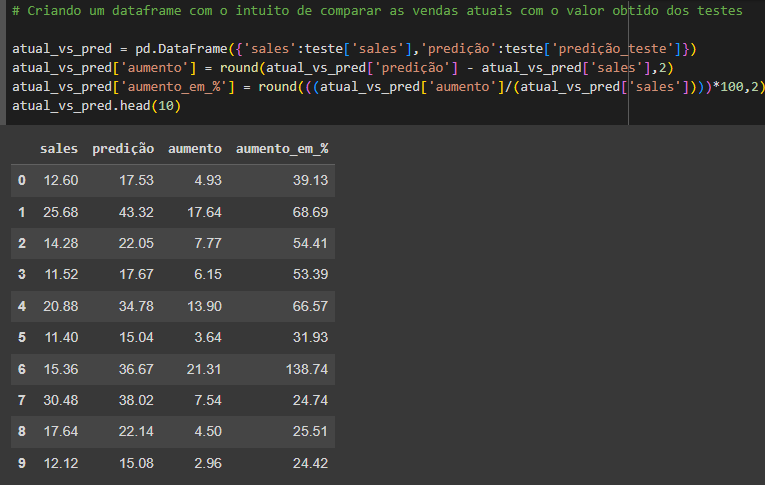 # Criando um dataframe com o intuito de comparar as vendas atuais com o valor obtido dos testes
atual_vs_pred = pd.DataFrame({'sales':teste['sales'],'predição':teste['predição_teste']})
atual_vs_pred['aumento'] = round(atual_vs_pred['predição'] - atual_vs_pred['sales'],2)
atual_vs_pred['aumento_em_%'] = round(((atual_vs_pred['aumento']/(atual_vs_pred['sales'])))*100,2)
atual_vs_pred.head(10)
sales predição aumento aumento_em_%
0 12.60 17.53 4.93 39.13
1 25.68 43.32 17.64 68.69
2 14.28 22.05 7.77 54.41
3 11.52 17.67 6.15 53.39
4 20.88 34.78 13.90 66.57
5 11.40 15.04 3.64 31.93
6 15.36 36.67 21.31 138.74
7 30.48 38.02 7.54 24.74
8 17.64 22.14 4.50 25.51
9 12.12 15.08 2.96 24.42